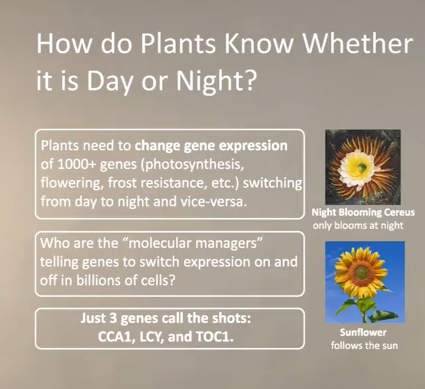 How do Plants Know Whether
it is Day or Night?
Plants need to change gene expression
of 1000+ genes (photosynthesis,
flowering, frost resistance, etc.) switching
from day to night and vice-versa.
Night Blooming Cereus
only blooms at night
Who are the “molecular managers”
telling genes to switch expression on and
off in billions of cells?
Just 3 genes call the shots:
CCA1, LCY, and TOC1.
Sunflower
follows the sun